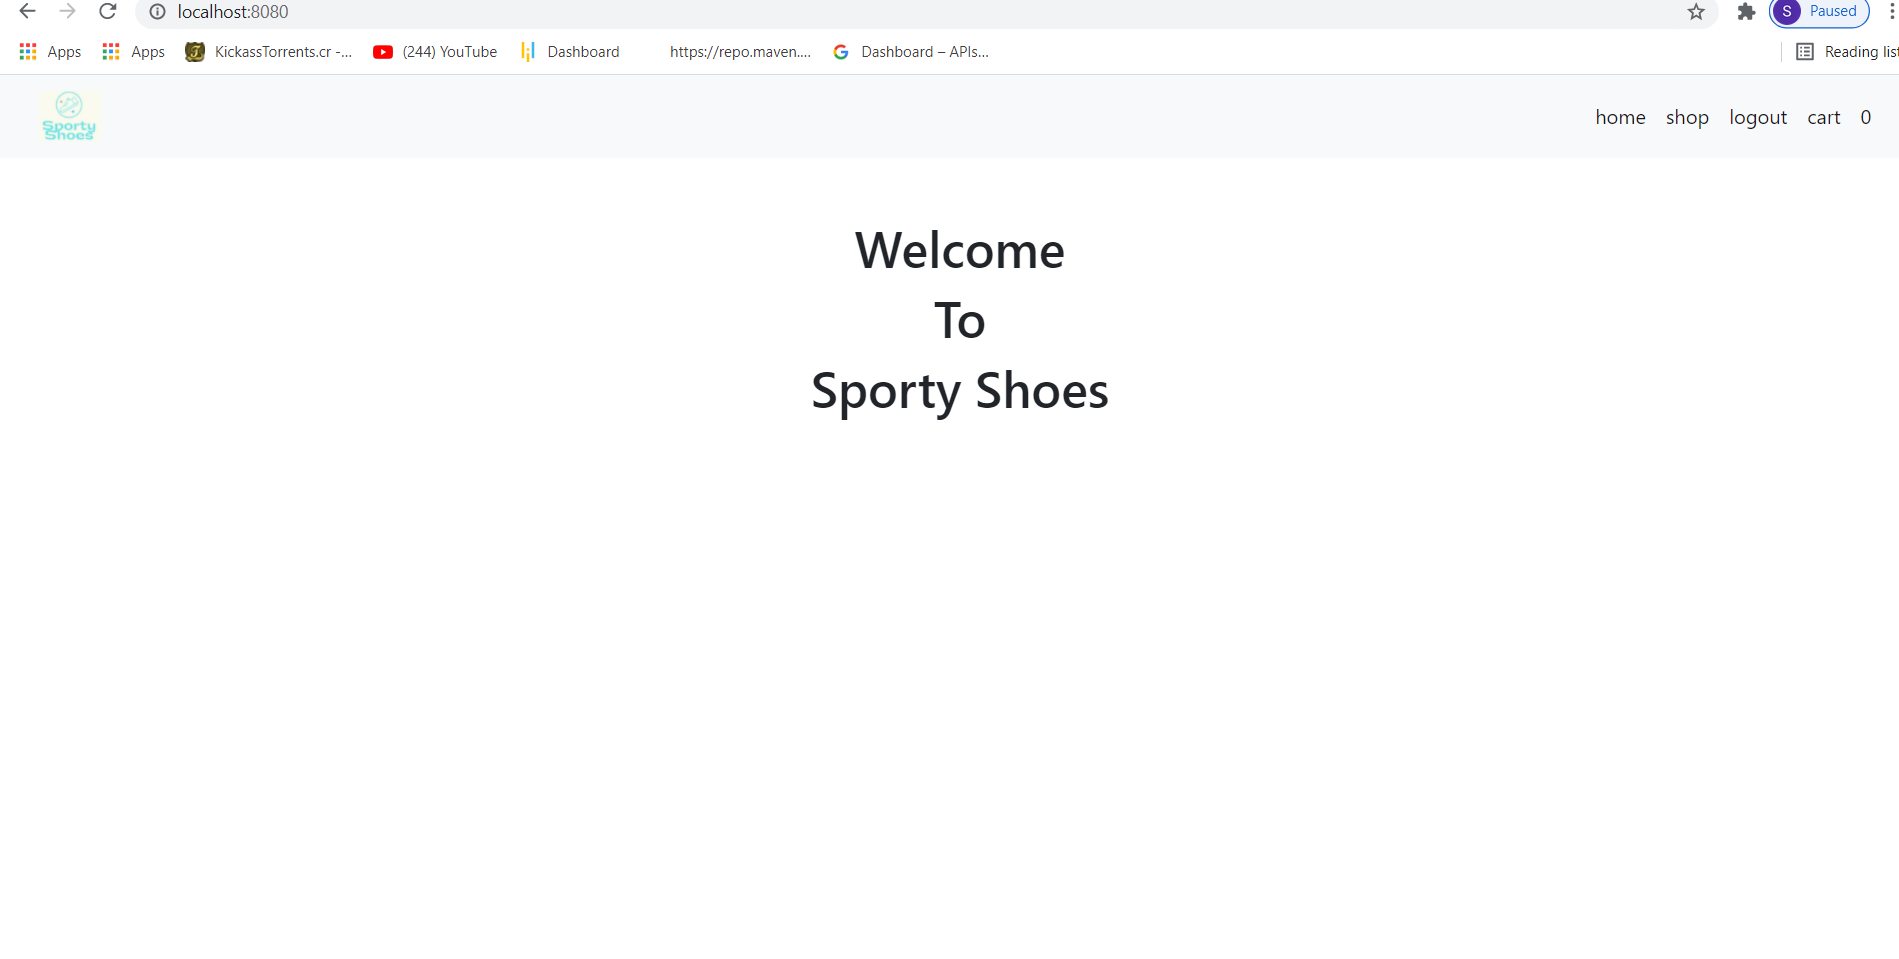 localhost:8080
S Paused
Apps Apps KickassTorrents.cr -... (244) YouTube Dashboard https://repo.maven.... Dashboard – APIs... Reading list
Sporty
Shoes
home shop logout cart 0
Welcome
To
Sporty Shoes